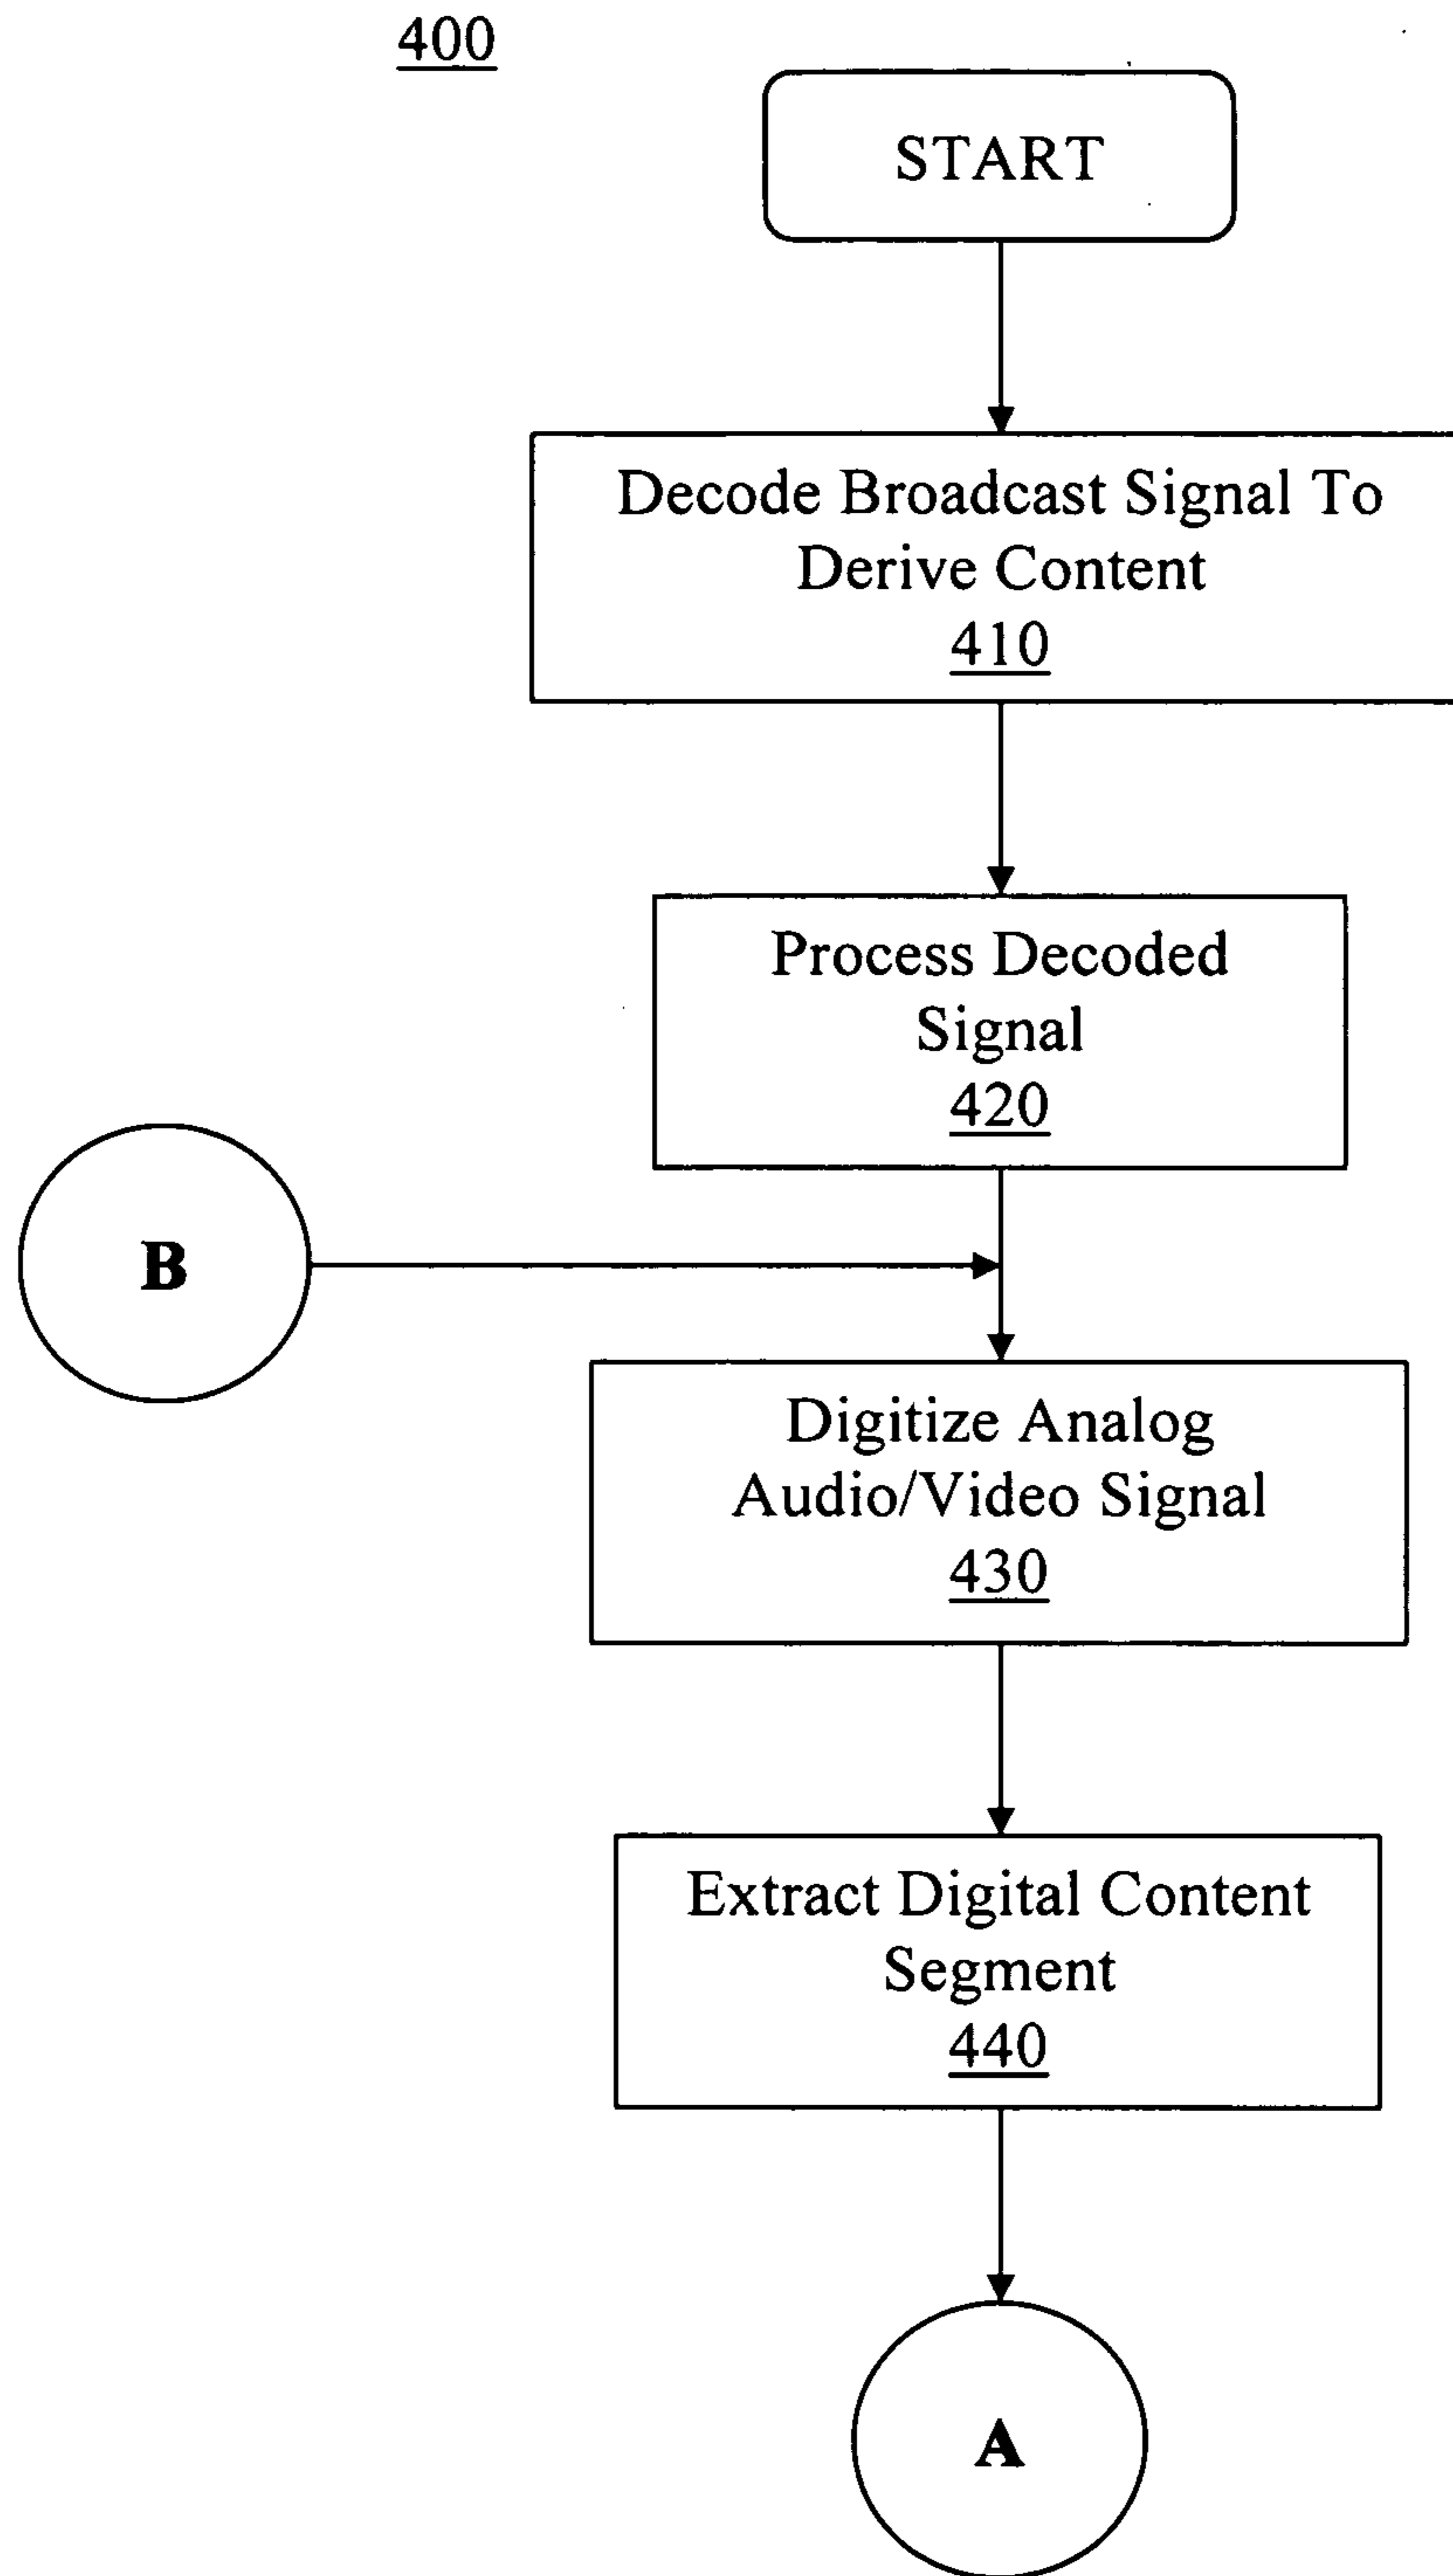 400
START
Decode Broadcast Signal To
Derive Content
410
Process Decoded
Signal
420
B
Digitize Analog
Audio/Video Signal
430
Extract Digital Content
Segment
440
A